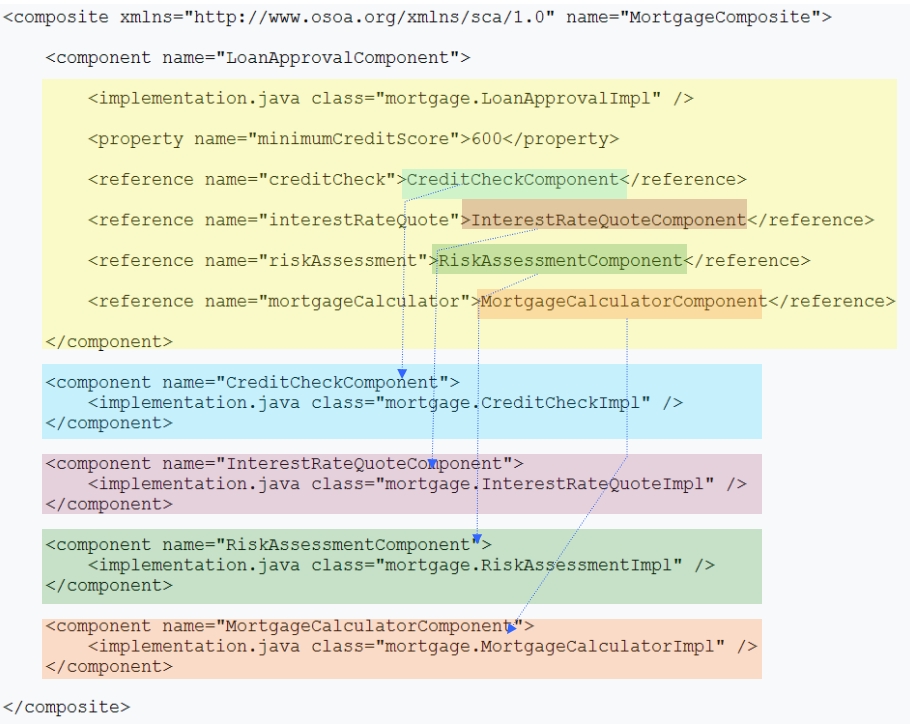 <composite xmlns="http://www.osoa.org/xmlns/sca/1.0" name="MortgageComposite">
<component name="LoanApprovalComponent">
<implementation.java class="mortgage.LoanApprovalImpl" />
<property name="minimumCreditScore">600</property>
<reference name="creditCheck">CreditCheckComponent</reference>
<reference name="interestRateQuote">InterestRateQuoteComponent</reference>
<reference name="riskAssessment">RiskAssessmentComponent</reference>
<reference name="mortgageCalculator">MortgageCalculatorComponent</reference>
</component>
<component name="CreditCheckComponent">
<implementation.java class="mortgage.CreditCheckImpl" />
</component>
<component name="InterestRateQuoteComponent">
<implementation.java class="mortgage.InterestRateQuoteImpl" />
</component>
<component name="RiskAssessmentComponent">
<implementation.java class="mortgage.RiskAssessmentImpl" />
</component>
<component name="MortgageCalculatorComponent">
<implementation.java class="mortgage.MortgageCalculatorImpl" />
</component>
</composite>